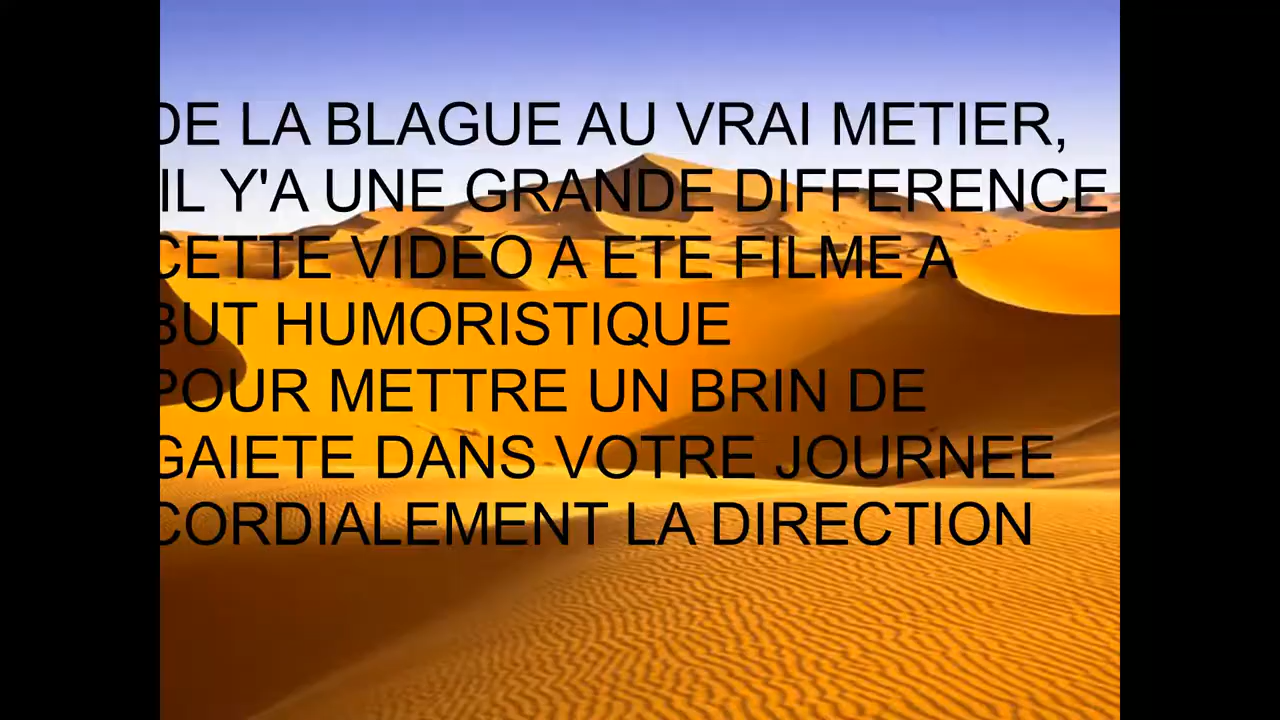 DE LA BLAGUE AU VRAI METIER,
IL Y'A UNE GRANDE DIFFERENCE
CETTE VIDEO A ETE FILME A
BUT HUMORISTIQUE
POUR METTRE UN BRIN DE
GAIETE DANS VOTRE JOURNEE
CORDIALEMENT LA DIRECTION